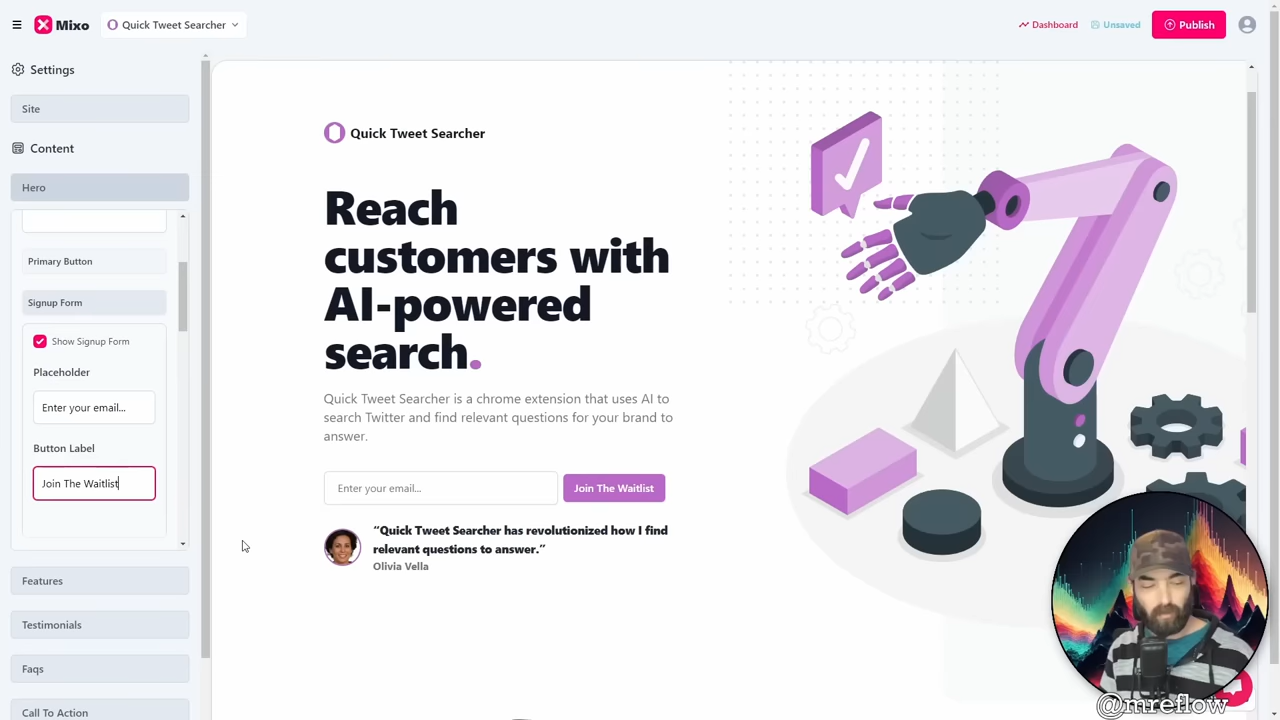 Mixo
Quick Tweet Searcher
Dashboard
Unsaved
Publish
Settings
Site
Content
Hero
Primary Button
Signup Form
Show Signup Form
Placeholder
Enter your email...
Button Label
Join The Waitlist
Features
Testimonials
Faqs
Call To Action
Quick Tweet Searcher
Reach
customers with
AI-powered
search.
Quick Tweet Searcher is a chrome extension that uses AI to
search Twitter and find relevant questions for your brand to
answer.
Enter your email...
Join The Waitlist
“Quick Tweet Searcher has revolutionized how I find
relevant questions to answer.”
Olivia Vella
@mreflow